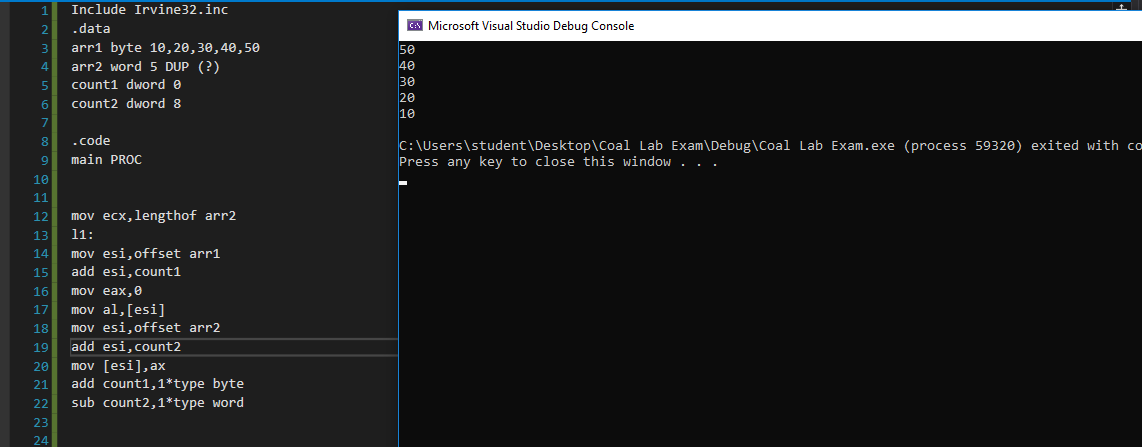 1 Include Irvine32.inc
2 .data
3 arr1 byte 10,20,30,40,50
4 arr2 word 5 DUP (?)
5 count1 dword 0
6 count2 dword 8
7
8 .code
9 main PROC
10
11
12 mov ecx,lengthof arr2
13 l1:
14 mov esi,offset arr1
15 add esi,count1
16 mov eax,0
17 mov al,[esi]
18 mov esi,offset arr2
19 add esi,count2
20 mov [esi],ax
21 add count1,1*type byte
22 sub count2,1*type word
23
24
C:\ Microsoft Visual Studio Debug Console
50
40
30
20
10
C:\Users\student\Desktop\Coal Lab Exam\Debug\Coal Lab Exam.exe (process 59320) exited with co
Press any key to close this window . . .